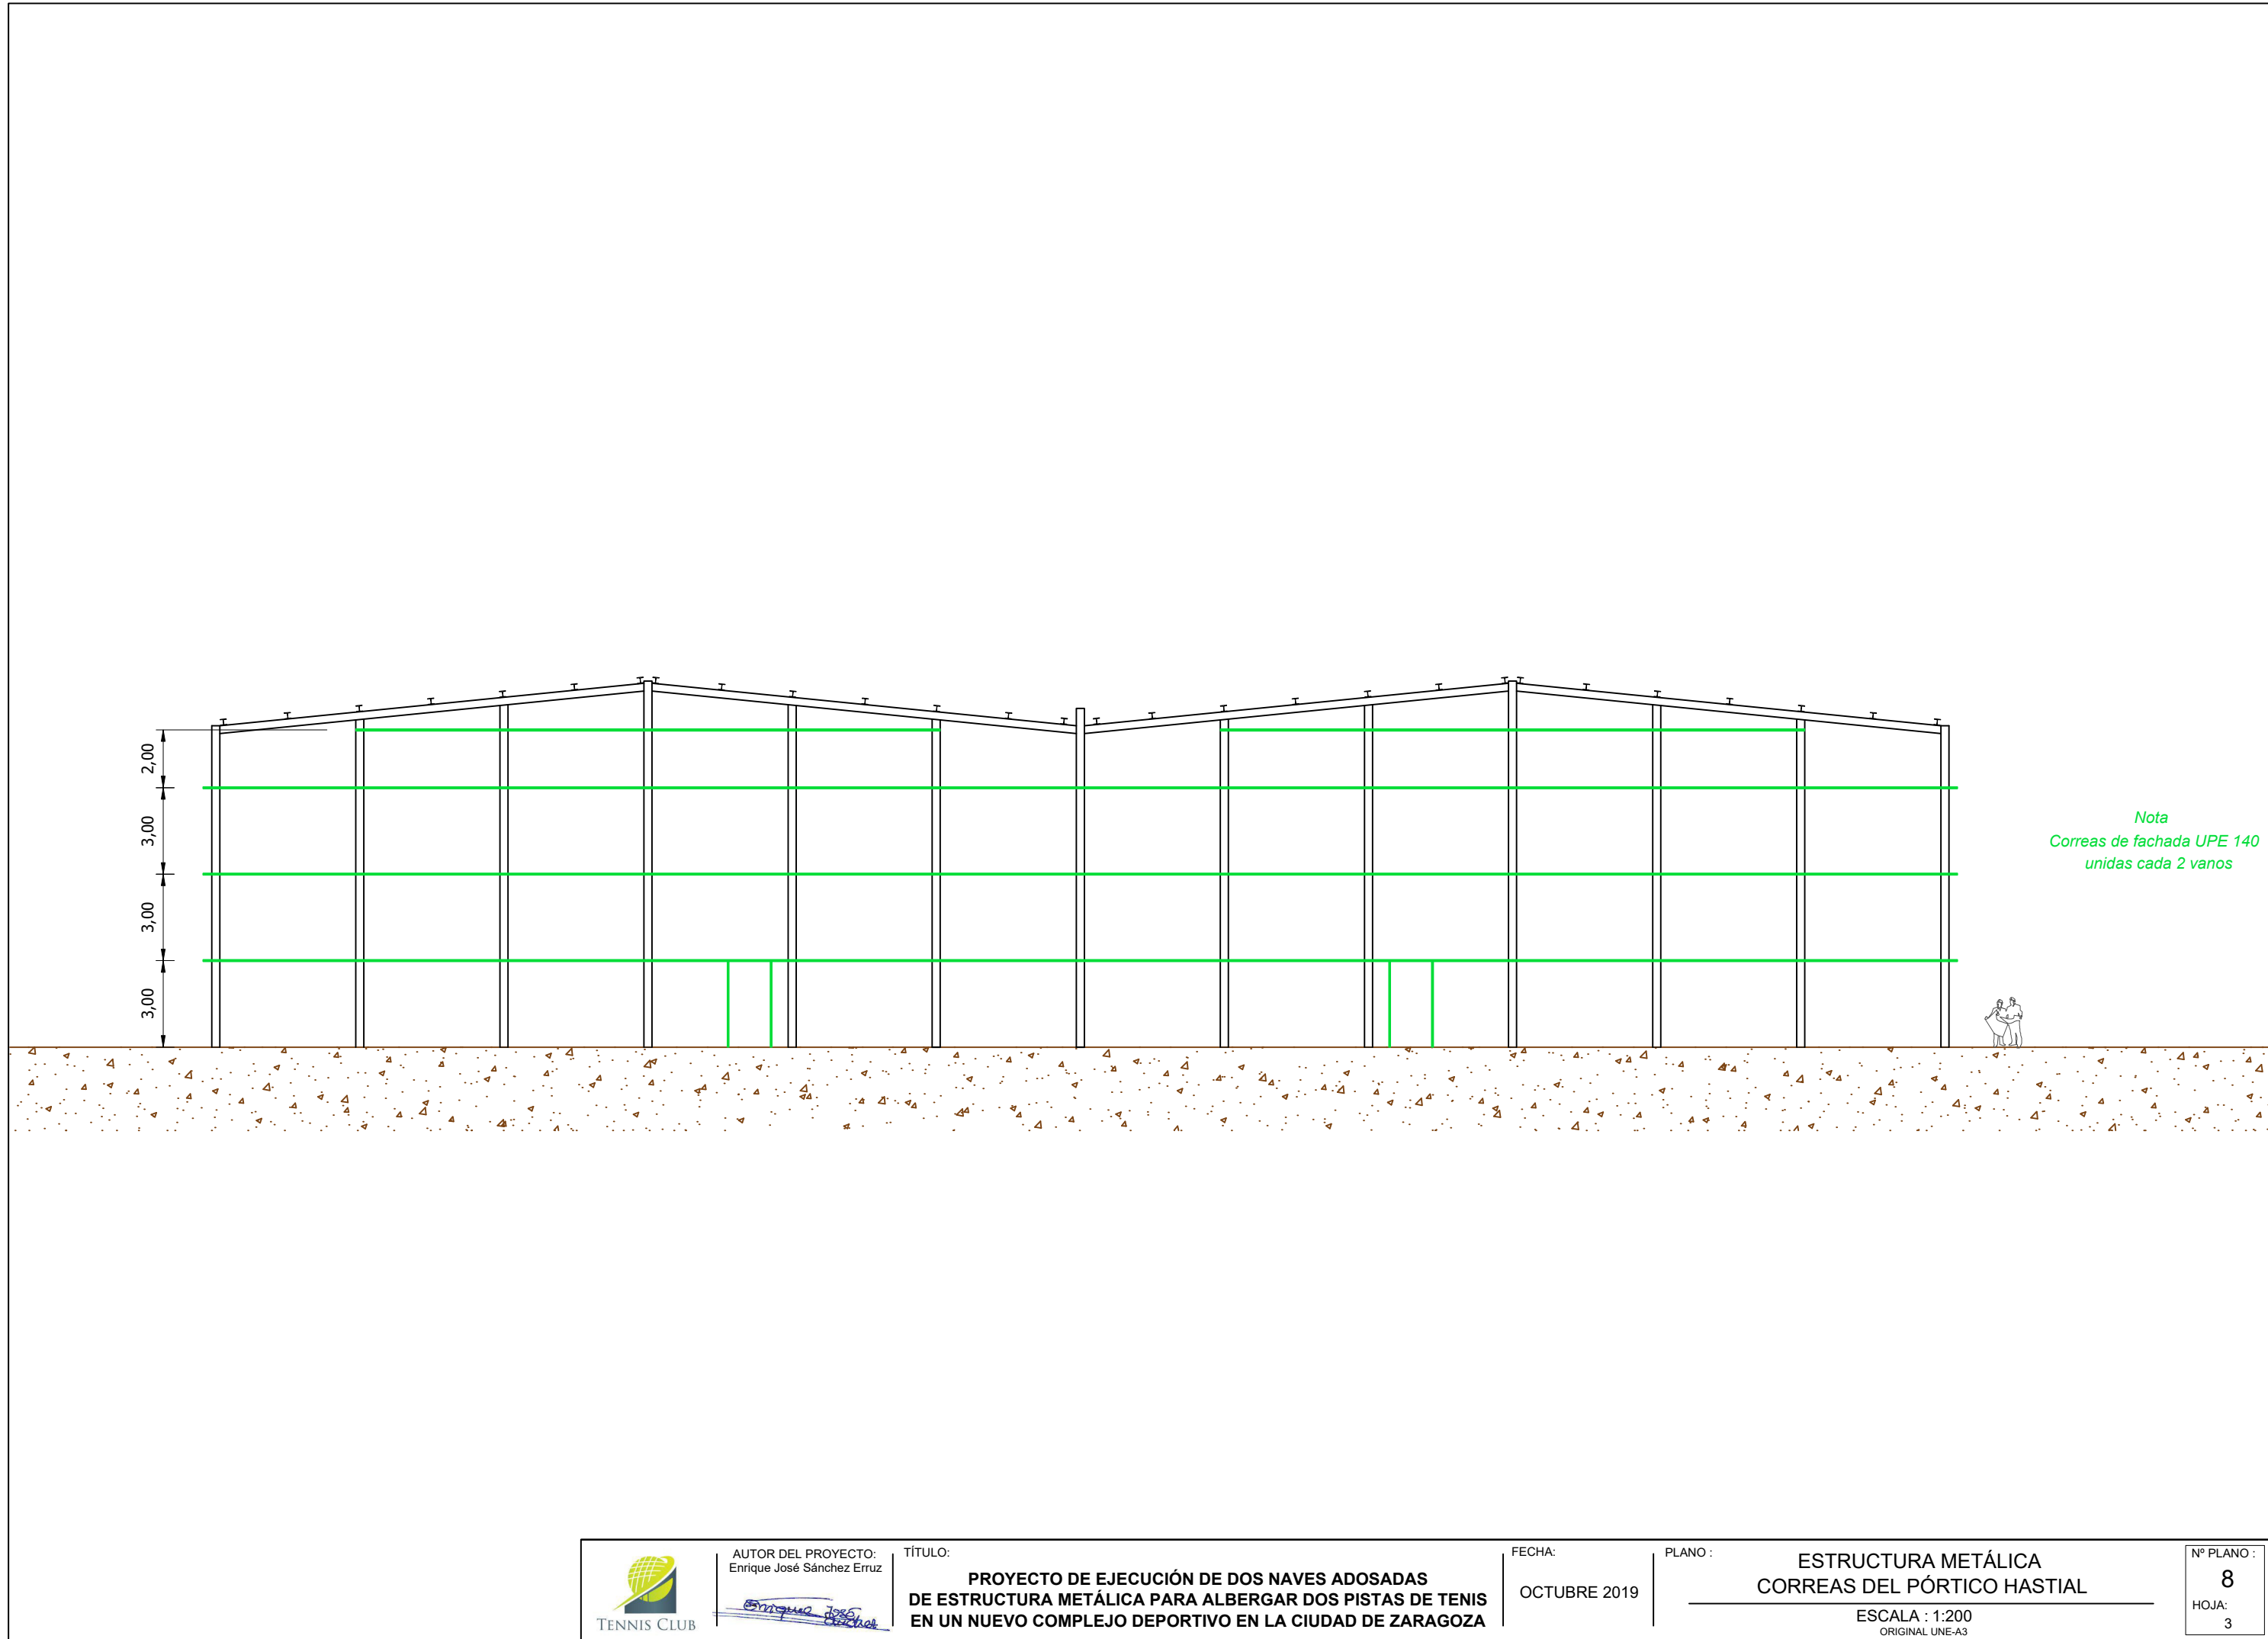 2,00
3,00
3,00
3,00
Nota
Correas de fachada UPE 140
unidas cada 2 vanos
TENNIS CLUB
AUTOR DEL PROYECTO:
Enrique José Sánchez Erruz
Enrique José
Sánchez
TÍTULO:
PROYECTO DE EJECUCIÓN DE DOS NAVES ADOSADAS
DE ESTRUCTURA METÁLICA PARA ALBERGAR DOS PISTAS DE TENIS
EN UN NUEVO COMPLEJO DEPORTIVO EN LA CIUDAD DE ZARAGOZA
FECHA:
OCTUBRE 2019
PLANO :
ESTRUCTURA METÁLICA
CORREAS DEL PÓRTICO HASTIAL
ESCALA : 1:200
ORIGINAL UNE-A3
Nº PLANO :
8
HOJA:
3